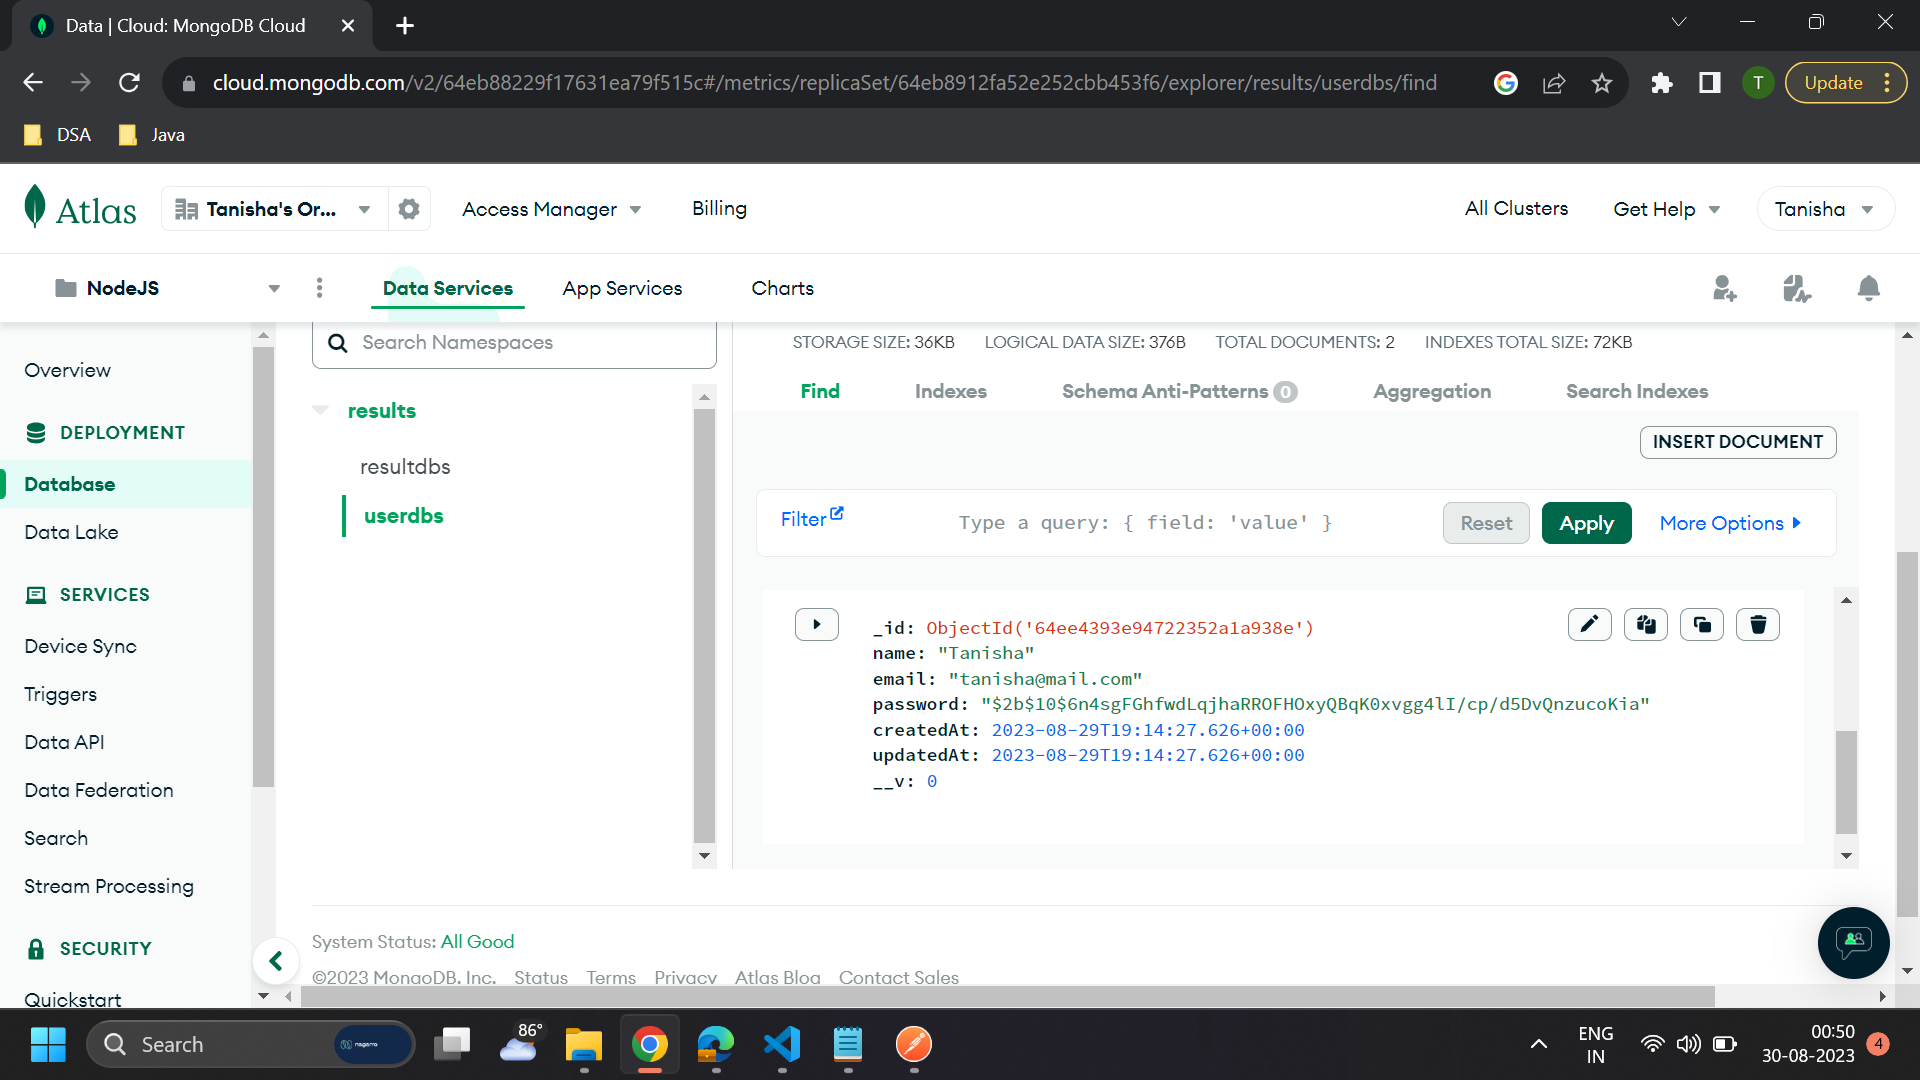 Data | Cloud: MongoDB Cloud
cloud.mongodb.com/v2/64eb88229f17631ea79f515c#/metrics/replicaSet/64eb8912fa52e252cbb453f6/explorer/results/userdbs/find
T
Update
DSA
Java
Atlas
Tanisha's Or...
Access Manager
Billing
All Clusters
Get Help
Tanisha
NodeJS
Data Services
App Services
Charts
Overview
DEPLOYMENT
Database
Data Lake
SERVICES
Device Sync
Triggers
Data API
Data Federation
Search
Stream Processing
SECURITY
Quickstart
Search Namespaces
results
resultdbs
userdbs
STORAGE SIZE: 36KB LOGICAL DATA SIZE: 376B TOTAL DOCUMENTS: 2 INDEXES TOTAL SIZE: 72KB
Find
Indexes
Schema Anti-Patterns 0
Aggregation
Search Indexes
INSERT DOCUMENT
Filter
Type a query: { field: 'value' }
Reset
Apply
More Options
_id: ObjectId('64ee4393e94722352a1a938e')
name: "Tanisha"
email: "tanisha@mail.com"
password: "$2b$10$6n4sgFGhfwdLqjhaRROFHOxyQBqK0xvgg4lI/cp/d5DvQnzucoKia"
createdAt: 2023-08-29T19:14:27.626+00:00
updatedAt: 2023-08-29T19:14:27.626+00:00
__v: 0
System Status: All Good
©2023 MongoDB, Inc. Status Terms Privacy Atlas Blog Contact Sales
Search
nagarro
86°
ENG
IN
00:50
30-08-2023
4